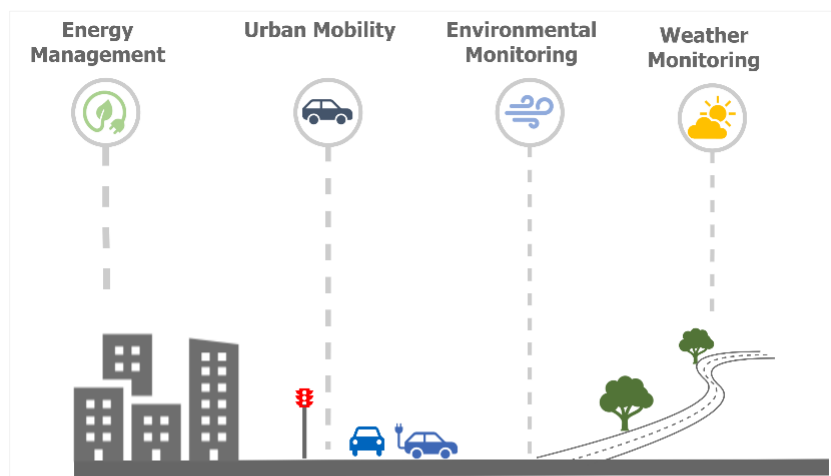 Energy
Management
Urban Mobility
Environmental
Monitoring
Weather
Monitoring